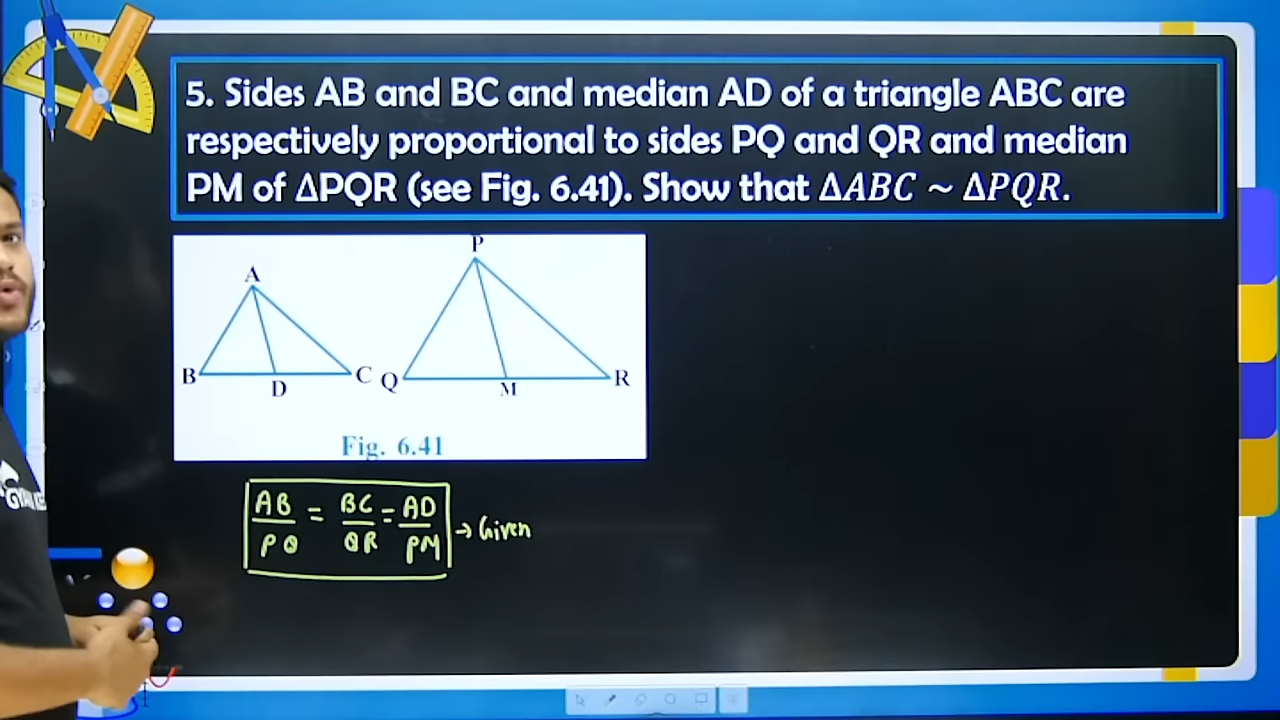 5. Sides AB and BC and median AD of a triangle ABC are
respectively proportional to sides PQ and QR and median
PM of ΔPQR (see Fig. 6.41). Show that Δ𝐴𝐵𝐶 ~ Δ𝑃𝑄𝑅.
P
A
B D C Q M R
Fig. 6.41
AB/PQ = BC/QR = AD/PM → Given